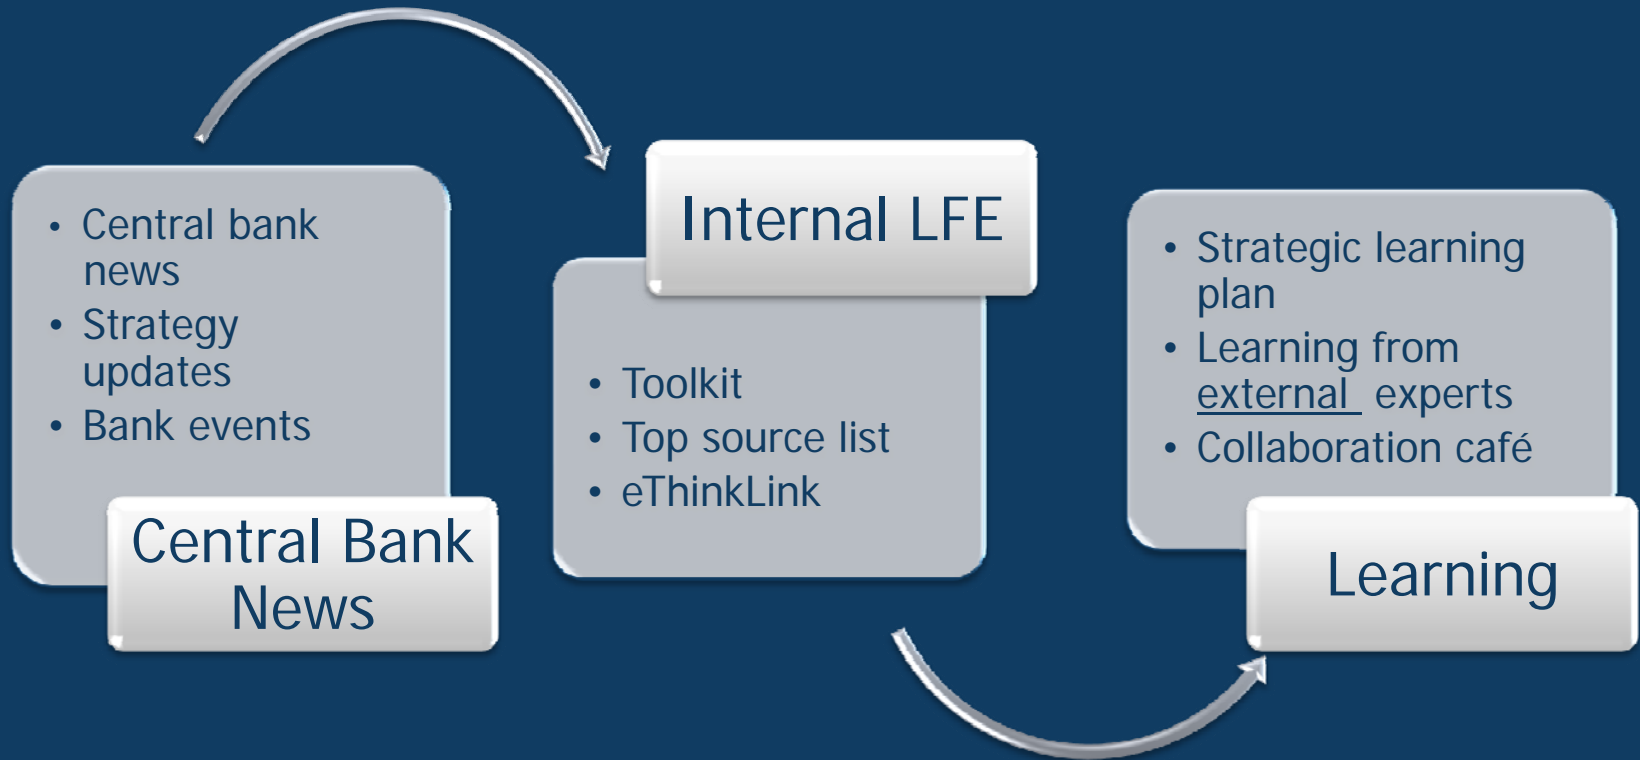 • Central bank
news
• Strategy
updates
• Bank events
Central Bank
News
Internal LFE
• Toolkit
• Top source list
• eThinkLink
• Strategic learning
plan
• Learning from
external experts
• Collaboration café
Learning